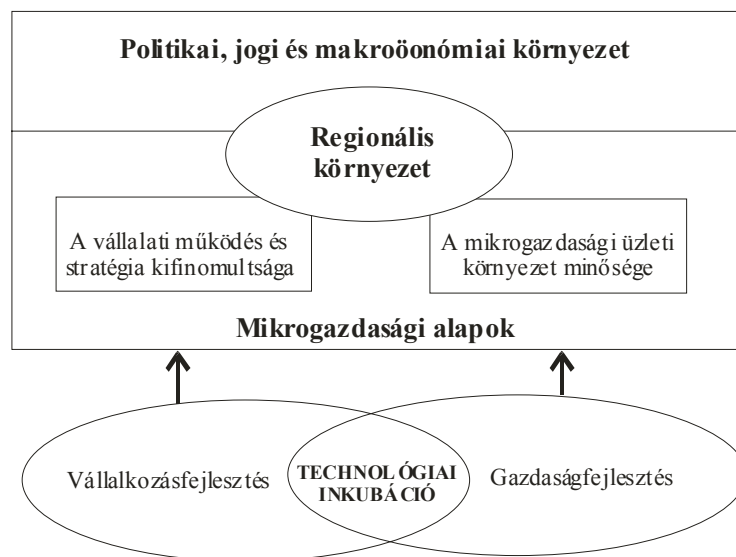 Politikai, jogi és makroöonómiai környezet
Regionális
környezet
A vállalati működés és
stratégia kifinomultsága
A mikrogazdasági üzleti
környezet minősége
Mikrogazdasági alapok
Vállalkozásfejlesztés
TECHNOLÓGIAI
INKUBÁCIÓ
Gazdaságfejlesztés